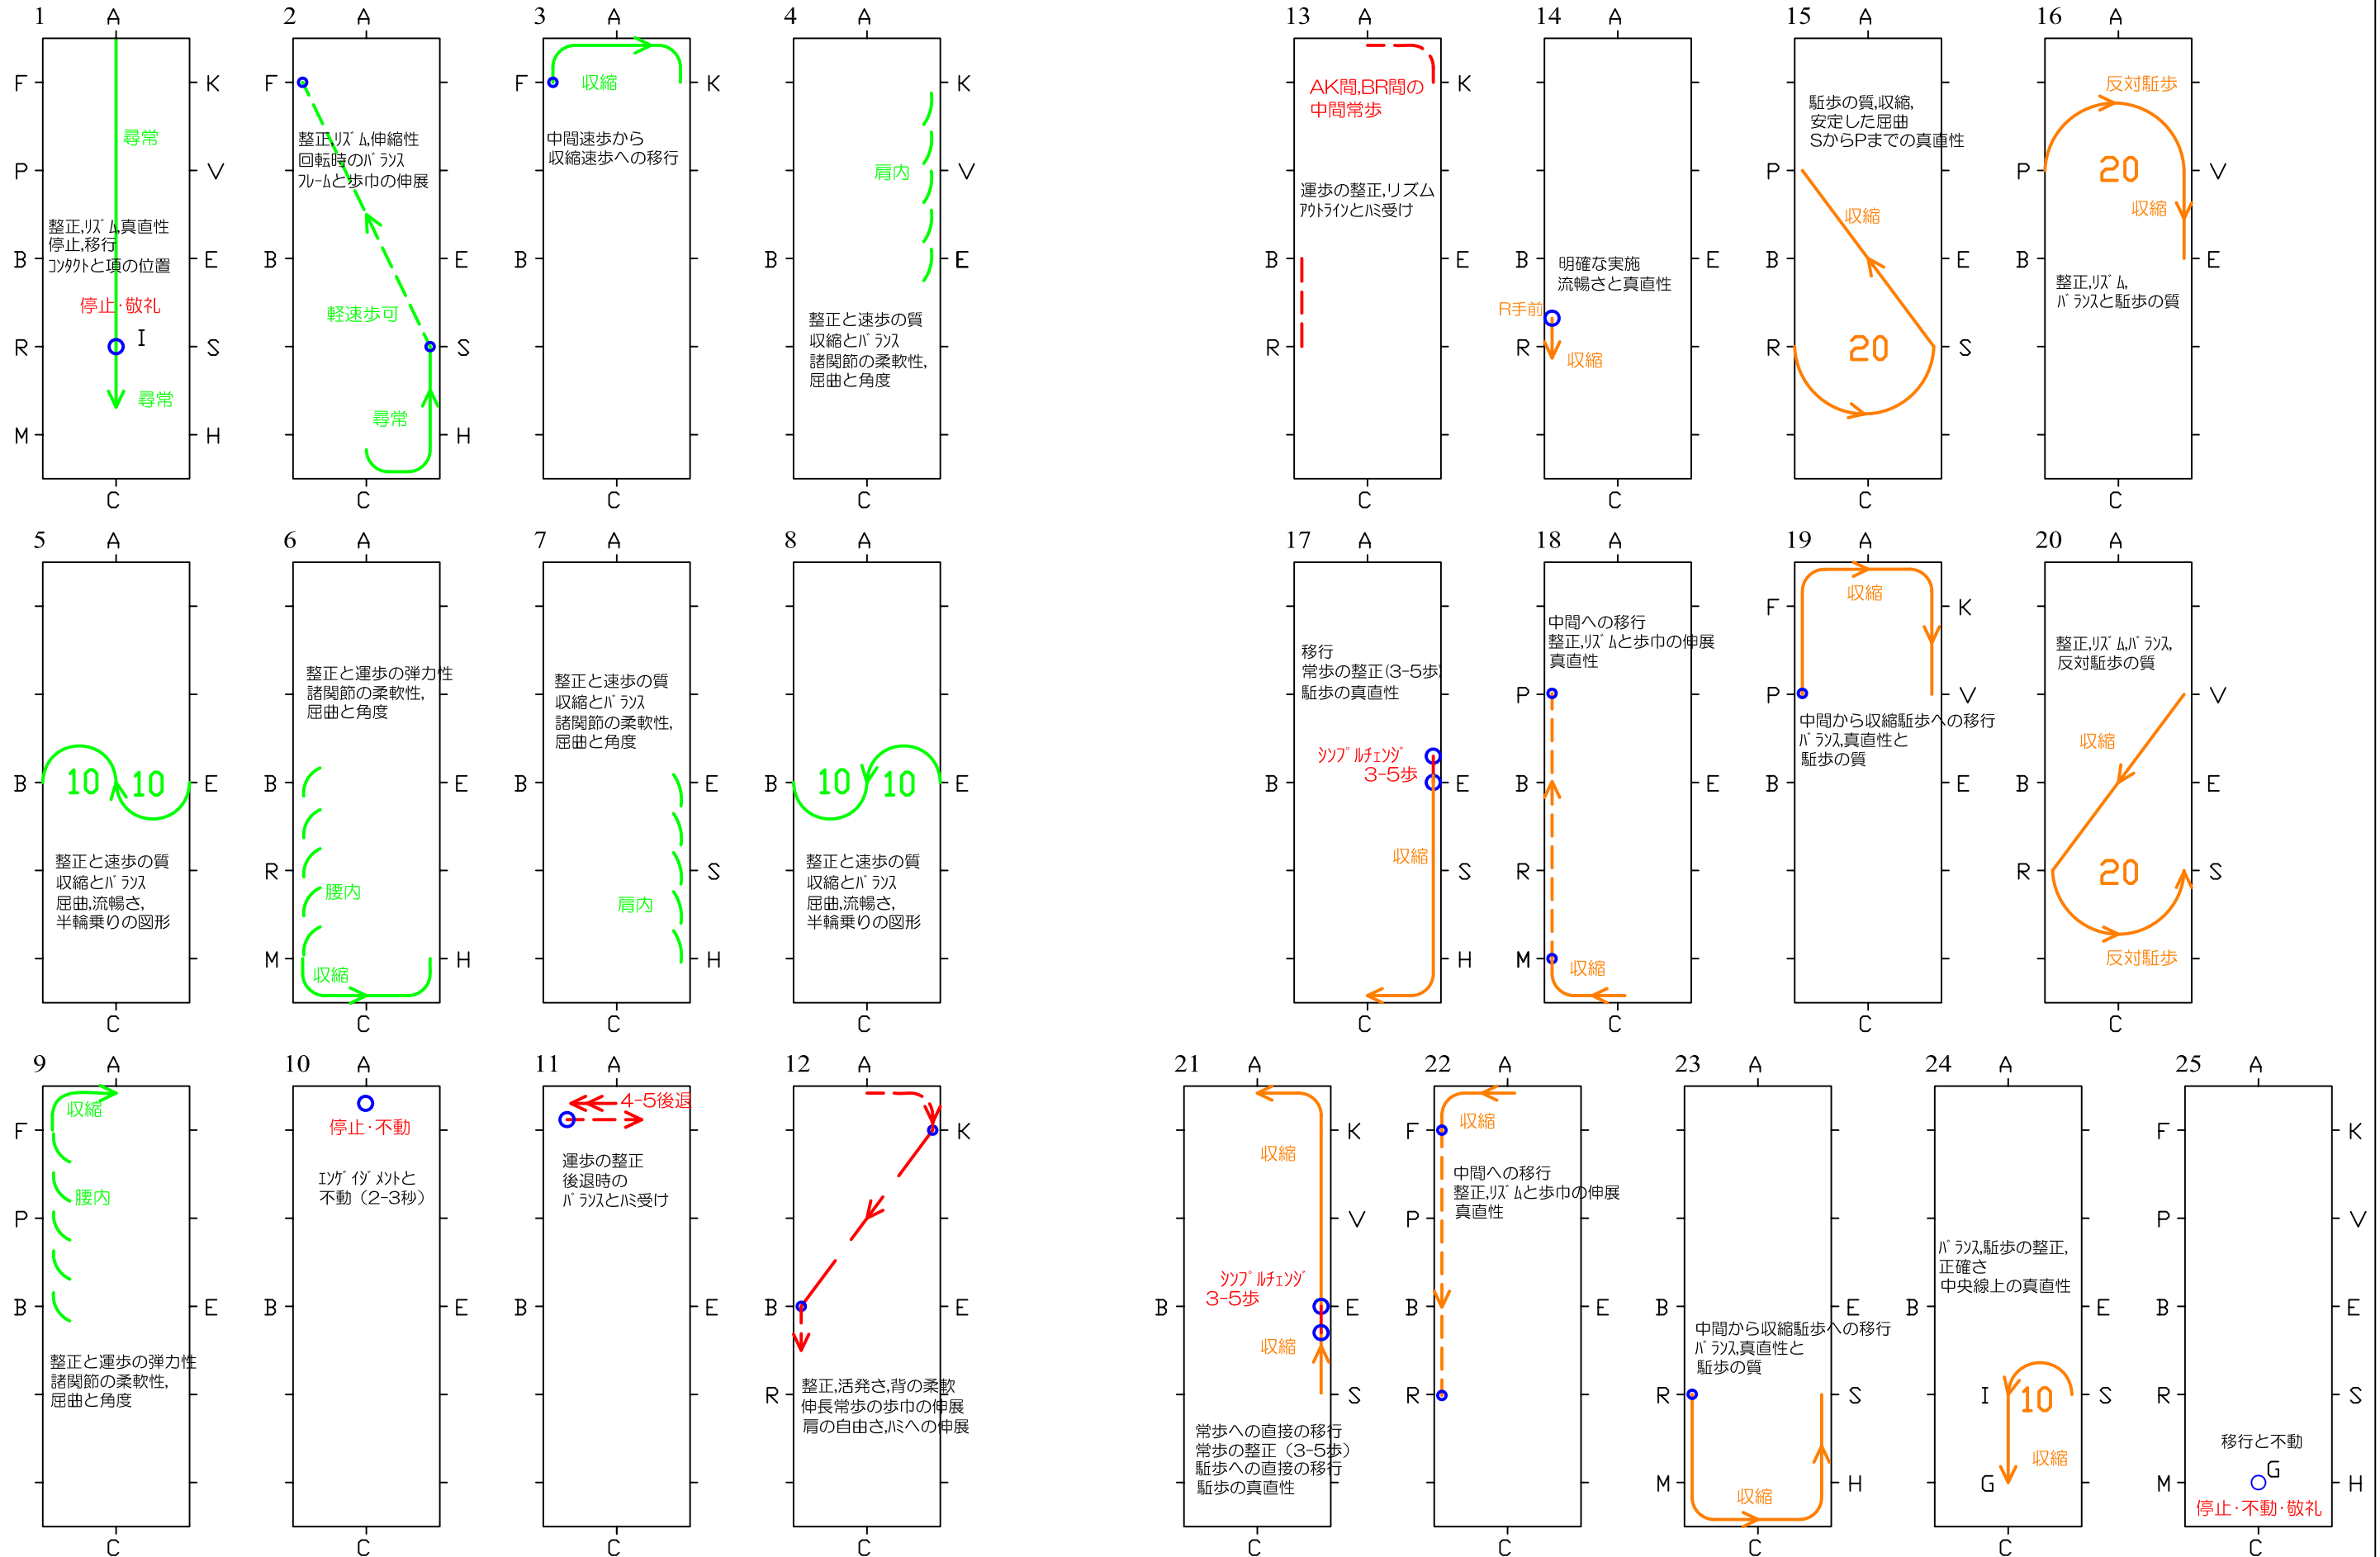 1
A
F
K
尋常
P
V
整正,ﾘｽﾞﾑ,真直性
停止,移行
ｺﾝﾀｸﾄと項の位置
B
E
停止･敬礼
I
R
S
尋常
M
H
C
2
A
F
整正,ﾘｽﾞﾑ,伸縮性
回転時のﾊﾞﾗﾝｽ
ﾌﾚｰﾑと歩巾の伸展
B
E
軽速歩可
S
尋常
H
C
3
A
F
収縮
K
中間速歩から
収縮速歩への移行
B
C
4
A
K
肩内
V
B
E
整正と速歩の質
収縮とﾊﾞﾗﾝｽ
諸関節の柔軟性,
屈曲と角度
C
13
A
AK間,BR間の
中間常歩
K
運歩の整正,リズム
ｱｳﾄﾗｲﾝとﾊﾐ受け
B
E
R
C
14
A
B
E
明確な実施
流暢さと真直性
R手前
R
収縮
C
15
A
駈歩の質,収縮,
安定した屈曲
SからPまでの真直性
P
収縮
B
E
R
20
S
C
16
A
反対駈歩
P
20
V
収縮
B
E
整正,ﾘｽﾞﾑ,
ﾊﾞﾗﾝｽと駈歩の質
C
5
A
B
10
10
E
整正と速歩の質
収縮とﾊﾞﾗﾝｽ
屈曲,流暢さ,
半輪乗りの図形
C
6
A
整正と運歩の弾力性
諸関節の柔軟性,
屈曲と角度
B
E
R
腰内
M
収縮
H
C
7
A
整正と速歩の質
収縮とﾊﾞﾗﾝｽ
諸関節の柔軟性,
屈曲と角度
B
E
S
肩内
H
C
8
A
B
10
10
E
整正と速歩の質
収縮とﾊﾞﾗﾝｽ
屈曲,流暢さ,
半輪乗りの図形
C
17
A
移行
常歩の整正(3-5歩)
駈歩の真直性
ｼﾝﾌﾟﾙﾁｪﾝｼﾞ
3-5歩
B
E
収縮
S
H
C
18
A
中間への移行
整正,ﾘｽﾞﾑと歩巾の伸展
真直性
P
B
E
R
M
収縮
C
19
A
収縮
F
K
P
V
中間から収縮駈歩への移行
ﾊﾞﾗﾝｽ,真直性と
駈歩の質
B
E
C
20
A
整正,ﾘｽﾞﾑ,ﾊﾞﾗﾝｽ,
反対駈歩の質
V
収縮
B
E
R
20
S
反対駈歩
C
9
A
収縮
F
腰内
P
B
E
整正と運歩の弾力性
諸関節の柔軟性,
屈曲と角度
C
10
A
停止･不動
ｴﾝｹﾞｲｼﾞﾒﾝﾄと
不動（2-3秒）
B
E
C
11
A
4-5後退
運歩の整正
後退時の
ﾊﾞﾗﾝｽとﾊﾐ受け
B
E
C
12
A
K
B
E
整正,活発さ,背の柔軟
伸長常歩の歩巾の伸展
肩の自由さ,ﾊﾐへの伸展
R
C
21
A
K
収縮
V
ｼﾝﾌﾟﾙﾁｪﾝｼﾞ
3-5歩
B
E
収縮
S
常歩への直接の移行
常歩の整正（3-5歩）
駈歩への直接の移行
駈歩の真直性
C
22
A
F
収縮
中間への移行
整正,ﾘｽﾞﾑと歩巾の伸展
真直性
P
B
E
R
C
23
A
B
E
中間から収縮駈歩への移行
ﾊﾞﾗﾝｽ,真直性と
駈歩の質
R
S
M
収縮
H
C
24
A
ﾊﾞﾗﾝｽ,駈歩の整正,
正確さ
中央線上の真直性
B
E
I
10
S
収縮
G
C
25
A
F
K
P
V
B
E
R
S
移行と不動
G
M
H
停止･不動･敬礼
C